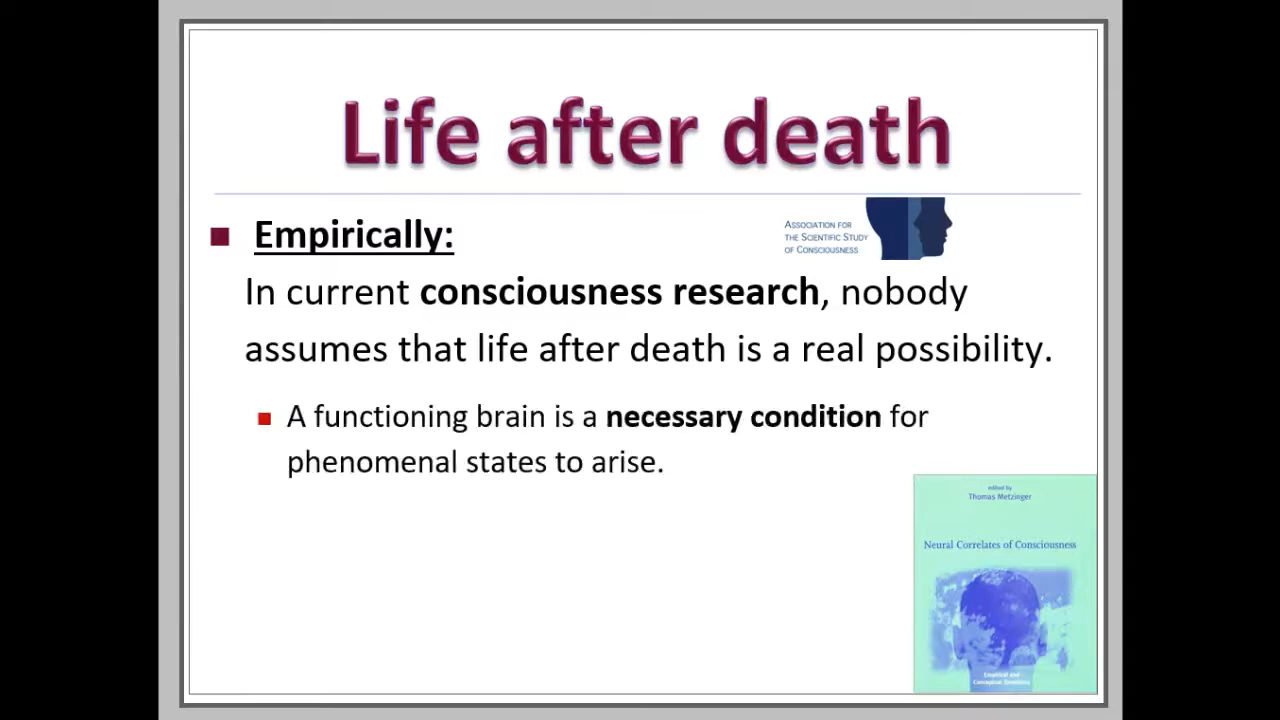 Life after death
Empirically:
ASSOCIATION FOR
THE SCIENTIFIC STUDY
OF CONSCIOUSNESS
In current consciousness research, nobody
assumes that life after death is a real possibility.
A functioning brain is a necessary condition for
phenomenal states to arise.
edited by
Thomas Metzinger
Neural Correlates of Consciousness
Empirical and
Conceptual Questions